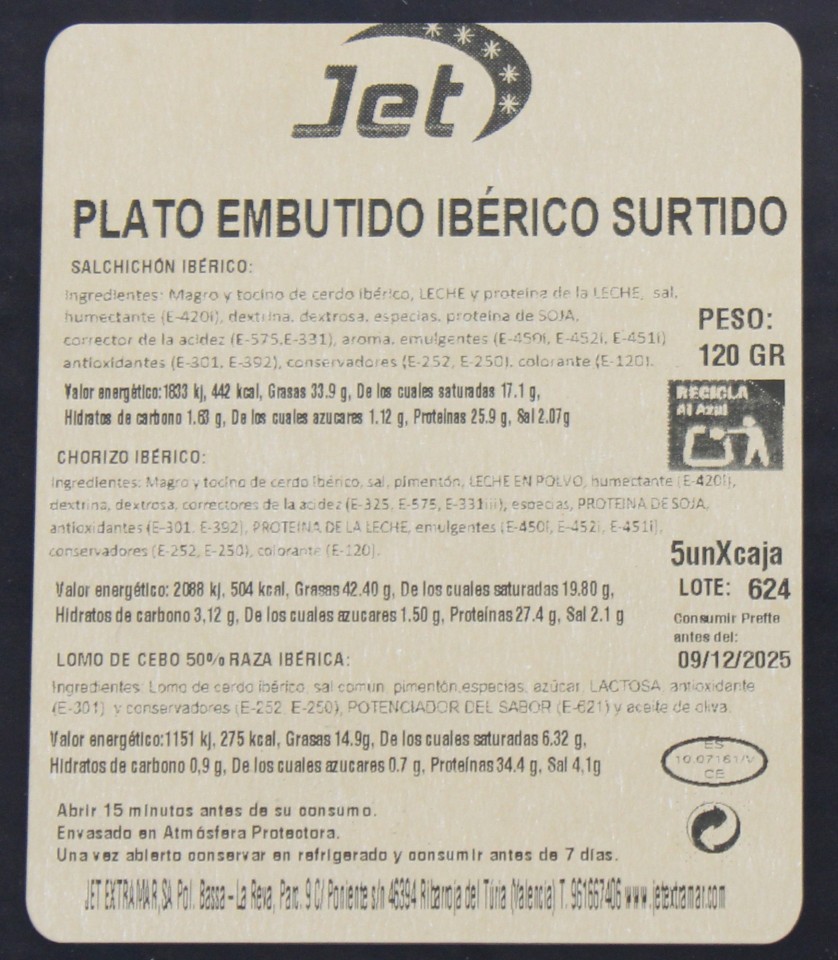 Jet
PLATO EMBUTIDO IBÉRICO SURTIDO
SALCHICHÓN IBÉRICO:
Ingredientes: Magro y tocino de cerdo ibérico, LECHE y proteina de la LECHE, sal,
humectante (E-420i), dextrina, dextrosa, especias, proteina de SOJA,
corrector de la acidez (E-575,E-331), aroma, emulgentes (E-450i, E-452i, E-451i)
antioxidantes (E-301, E-392), conservadores (E-252, E-250), colorante (E-120).
Valor energético:1833 kj, 442 kcal, Grasas 33.9 g, De los cuales saturadas 17.1 g,
Hidratos de carbono 1.63 g, De los cuales azucares 1.12 g, Proteinas 25.9 g, Sal 2.07g
PESO:
120 GR
RECICLA
Al Azul
CHORIZO IBÉRICO:
Ingredientes: Magro y tocino de cerdo ibérico, sal, pimentón, LECHE EN POLVO, humectante (E-420i),
dextrina, dextrosa, correctores de la acidez (E-325, E-575, E-331iii), especias, PROTEINA DE SOJA,
antioxidantes (E-301, E-392), PROTEINA DE LA LECHE, emulgentes (E-450i, E-452i, E-451i),
conservadores (E-252, E-250), colorante (E-120).
Valor energético: 2088 kj, 504 kcal, Grasas 42.40 g, De los cuales saturadas 19.80 g,
Hidratos de carbono 3,12 g, De los cuales azucares 1.50 g, Proteínas 27.4 g, Sal 2.1 g
5unXcaja
LOTE: 624
Consumir Prefte
antes del:
09/12/2025
LOMO DE CEBO 50% RAZA IBÉRICA:
Ingredientes: Lomo de cerdo ibérico, sal comun, pimentón,especias, azúcar, LACTOSA, antioxidante
(E-301) y conservadores (E-252, E-250), POTENCIADOR DEL SABOR (E-621) y aceite de oliva
Valor energético:1151 kj, 275 kcal, Grasas 14.9g, De los cuales saturadas 6.32 g,
Hidratos de carbono 0,9 g, De los cuales azucares 0.7 g, Proteínas 34.4 g, Sal 4,1g
ES
10.07161/V
CE
Abrir 15 minutos antes de su consumo.
Envasado en Atmósfera Protectora.
Una vez abierto conservar en refrigerado y consumir antes de 7 días.
JET EXTRAMAR,SA Pol. Bassa – La Reva, Parc. 9 C/ Poniente s/n 46394 Ribarroja del Túria (Valencia) T. 961667406 www.jetextramar.com